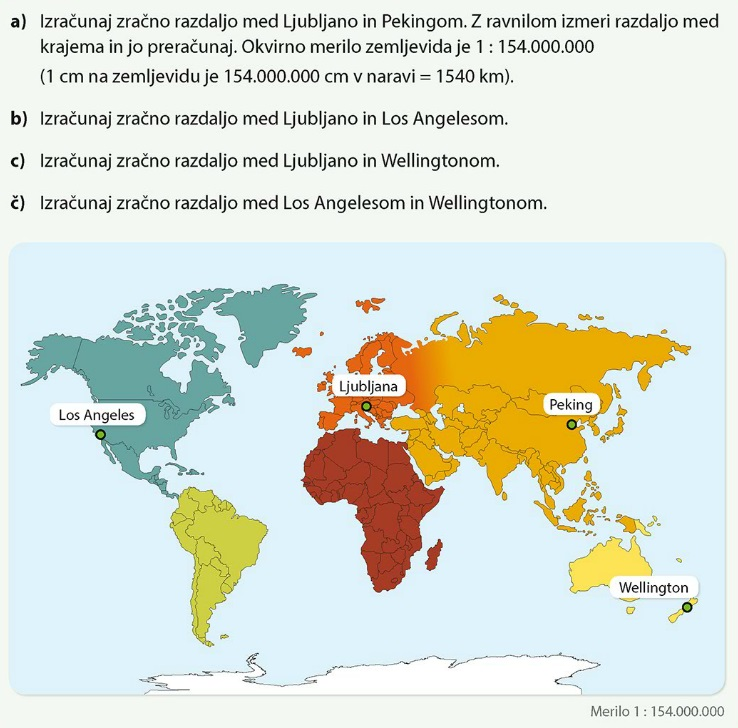 a) Izračunaj zračno razdaljo med Ljubljano in Pekingom. Z ravnilom izmeri razdaljo med
krajema in jo preračunaj. Okvirno merilo zemljevida je 1 : 154.000.000
(1 cm na zemljevidu je 154.000.000 cm v naravi = 1540 km).
b) Izračunaj zračno razdaljo med Ljubljano in Los Angelesom.
c) Izračunaj zračno razdaljo med Ljubljano in Wellingtonom.
č) Izračunaj zračno razdaljo med Los Angelesom in Wellingtonom.
Ljubljana
Peking
Los Angeles
Wellington
Merilo 1 : 154.000.000